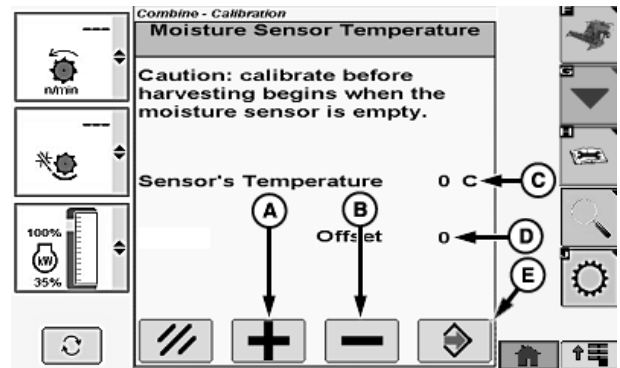 Combine - Calibration
Moisture Sensor Temperature
Caution: calibrate before
harvesting begins when the
moisture sensor is empty.
Sensor's Temperature 0 C
Offset 0
A
B
C
D
E
---
n/min
---
100%
kW
35%
F
G
H